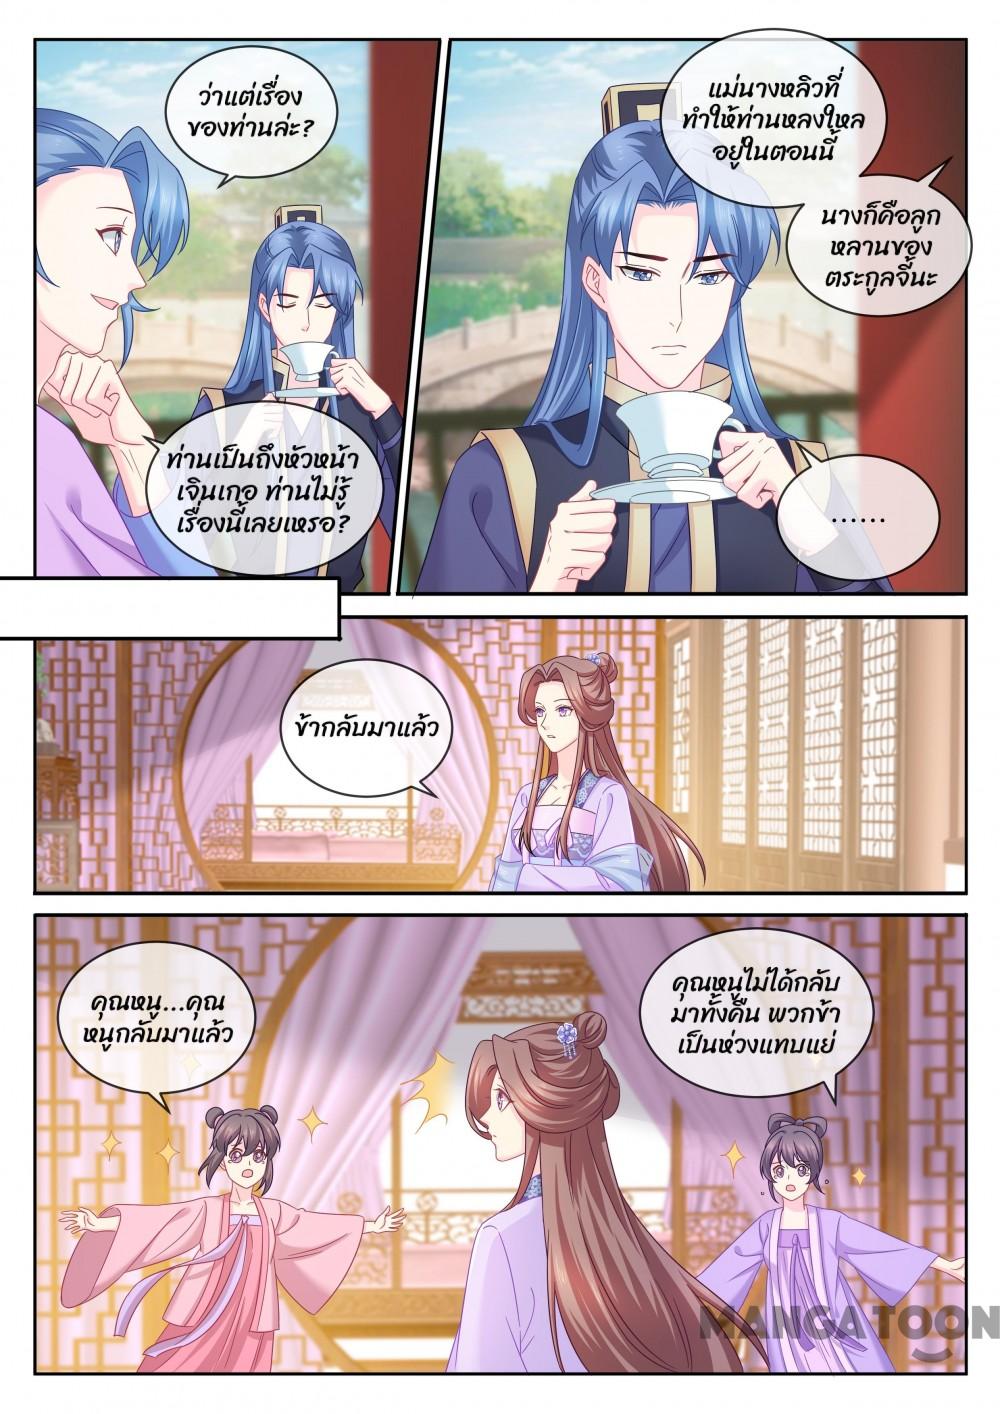 ว่าแต่เรื่อง
ของท่านล่ะ?
ท่านเป็นถึงหัวหน้า
เจินเกอ ท่านไม่รู้
เรื่องนี้เลยเหรอ?
แม่นางหลิวที่
ทำให้ท่านหลงใหล
อยู่ในตอนนี้
นางก็คือลูก
หลานของ
ตระกูลจี้นะ
......
ข้ากลับมาแล้ว
คุณหนู...คุณ
หนูกลับมาแล้ว
คุณหนูไม่ได้กลับ
มาทั้งคืน พวกข้า
เป็นห่วงแทบแย่
MANGATOON